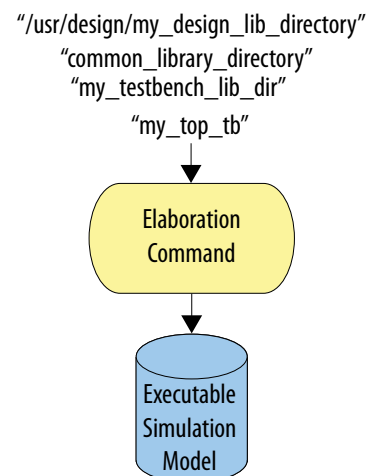 “/usr/design/my_design_lib_directory”
“common_library_directory”
“my_testbench_lib_dir”
“my_top_tb”
Elaboration
Command
Executable
Simulation
Model